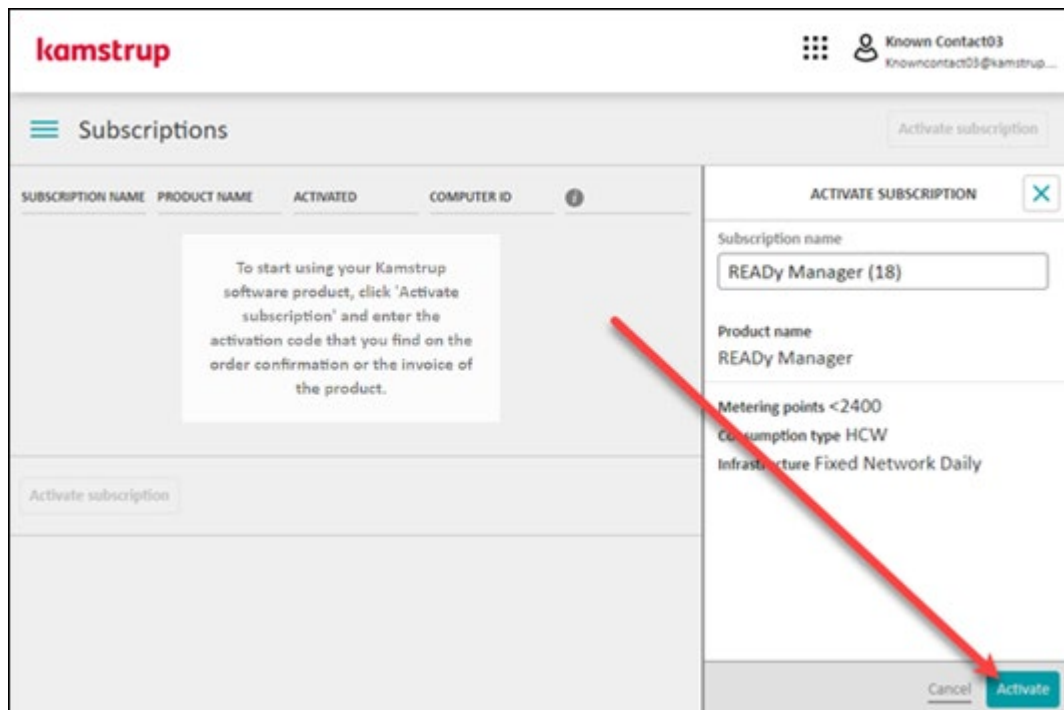 kamstrup
Known Contact03
Knowncontact03@kamstrup....
Subscriptions
Activate subscription
SUBSCRIPTION NAME PRODUCT NAME ACTIVATED COMPUTER ID i
To start using your Kamstrup
software product, click 'Activate
subscription' and enter the
activation code that you find on the
order confirmation or the invoice of
the product.
Activate subscription
ACTIVATE SUBSCRIPTION
Subscription name
READy Manager (18)
Product name
READy Manager
Metering points <2400
Consumption type HCW
Infrastructure Fixed Network Daily
Cancel Activate